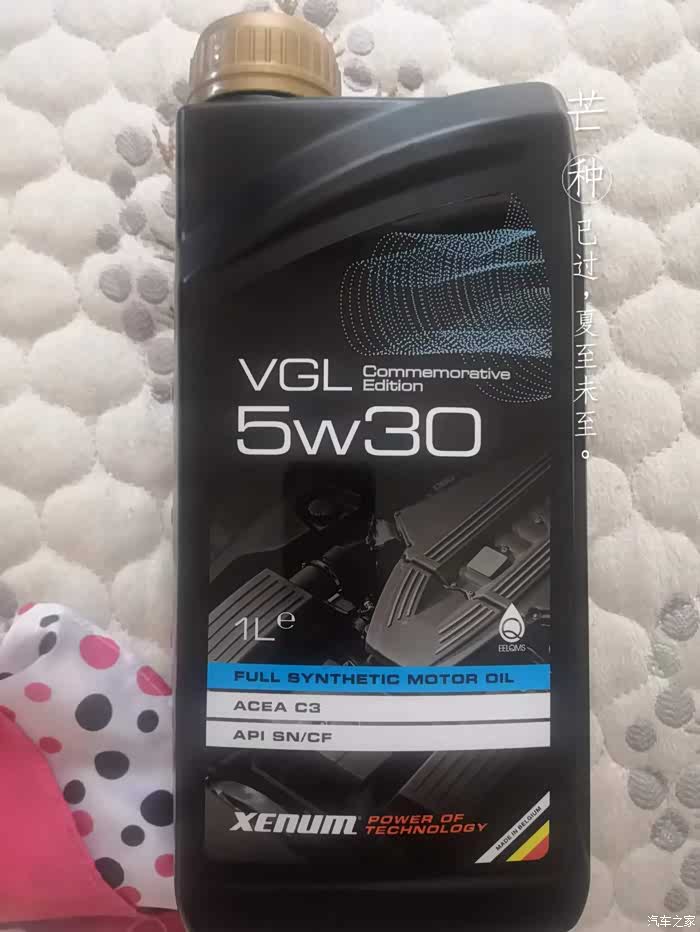 芒
种
已过，夏至未至。
VGL Commemorative
Edition
5w30
1L e
EELQMS
FULL SYNTHETIC MOTOR OIL
ACEA C3
API SN/CF
XENUM® POWER OF
TECHNOLOGY
MADE IN BELGIUM
汽车之家